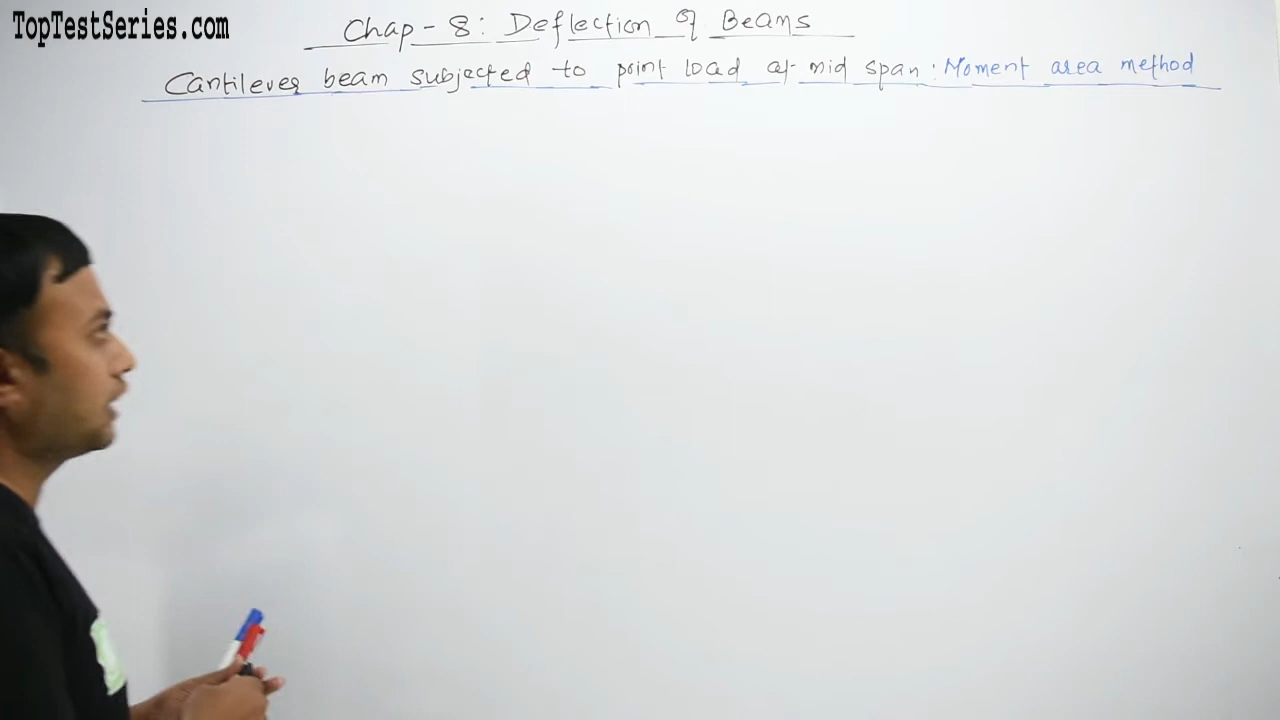 TopTestSeries.com
Chap-8: Deflection of Beams
Cantilever beam subjected to point load at mid span: Moment area method